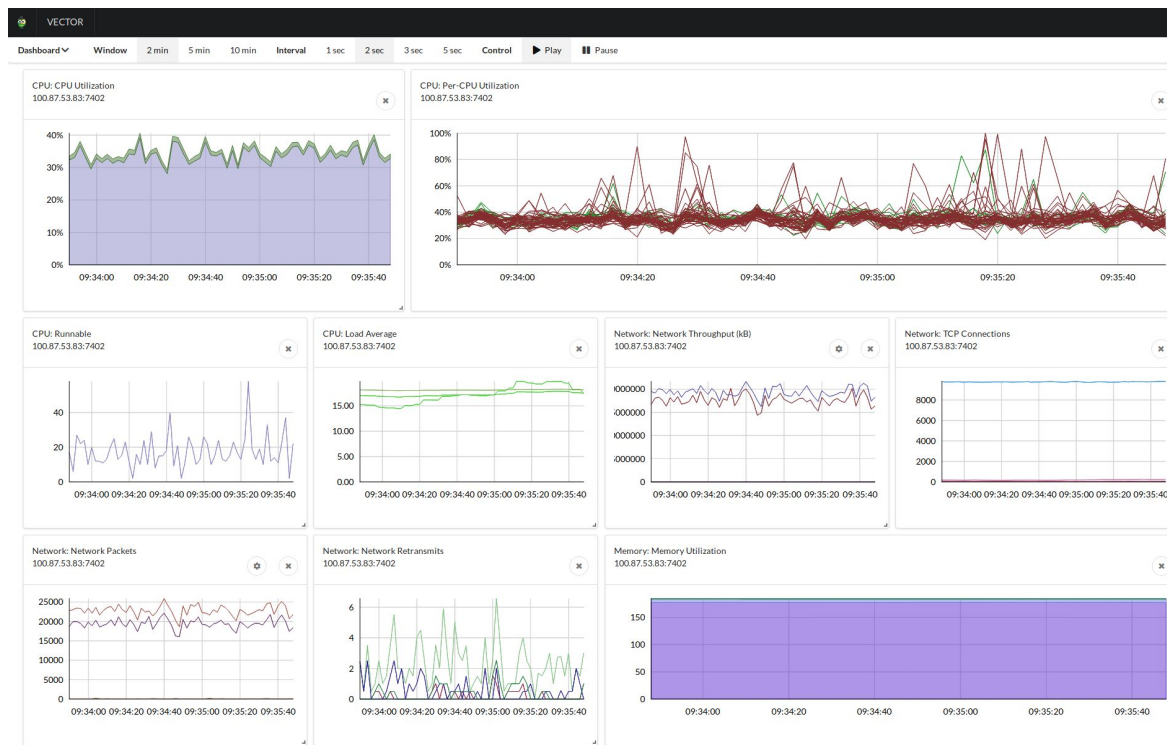 VECTOR
Dashboard Window 2 min 5 min 10 min Interval 1 sec 2 sec 3 sec 5 sec Control Play Pause
CPU: CPU Utilization
100.87.53.83:7402
40%
30%
20%
10%
0%
09:34:00 09:34:20 09:34:40 09:35:00 09:35:20 09:35:40
CPU: Per-CPU Utilization
100.87.53.83:7402
100%
80%
60%
40%
20%
0%
09:34:00 09:34:20 09:34:40 09:35:00 09:35:20 09:35:40
CPU: Runnable
100.87.53.83:7402
40
20
0
09:34:00 09:34:20 09:34:40 09:35:00 09:35:20 09:35:40
CPU: Load Average
100.87.53.83:7402
15.00
10.00
5.00
0.00
09:34:00 09:34:20 09:34:40 09:35:00 09:35:20 09:35:40
Network: Network Throughput (kB)
100.87.53.83:7402
0
09:34:00 09:34:20 09:34:40 09:35:00 09:35:20 09:35:40
Network: TCP Connections
100.87.53.83:7402
8000
6000
4000
2000
0
09:34:00 09:34:20 09:34:40 09:35:00 09:35:20 09:35:40
Network: Network Packets
100.87.53.83:7402
25000
20000
15000
10000
5000
0
09:34:00 09:34:20 09:34:40 09:35:00 09:35:20 09:35:40
Network: Network Retransmits
100.87.53.83:7402
6
4
2
0
09:34:00 09:34:20 09:34:40 09:35:00 09:35:20 09:35:40
Memory: Memory Utilization
100.87.53.83:7402
150
100
50
0
09:34:00 09:34:20 09:34:40 09:35:00 09:35:20 09:35:40